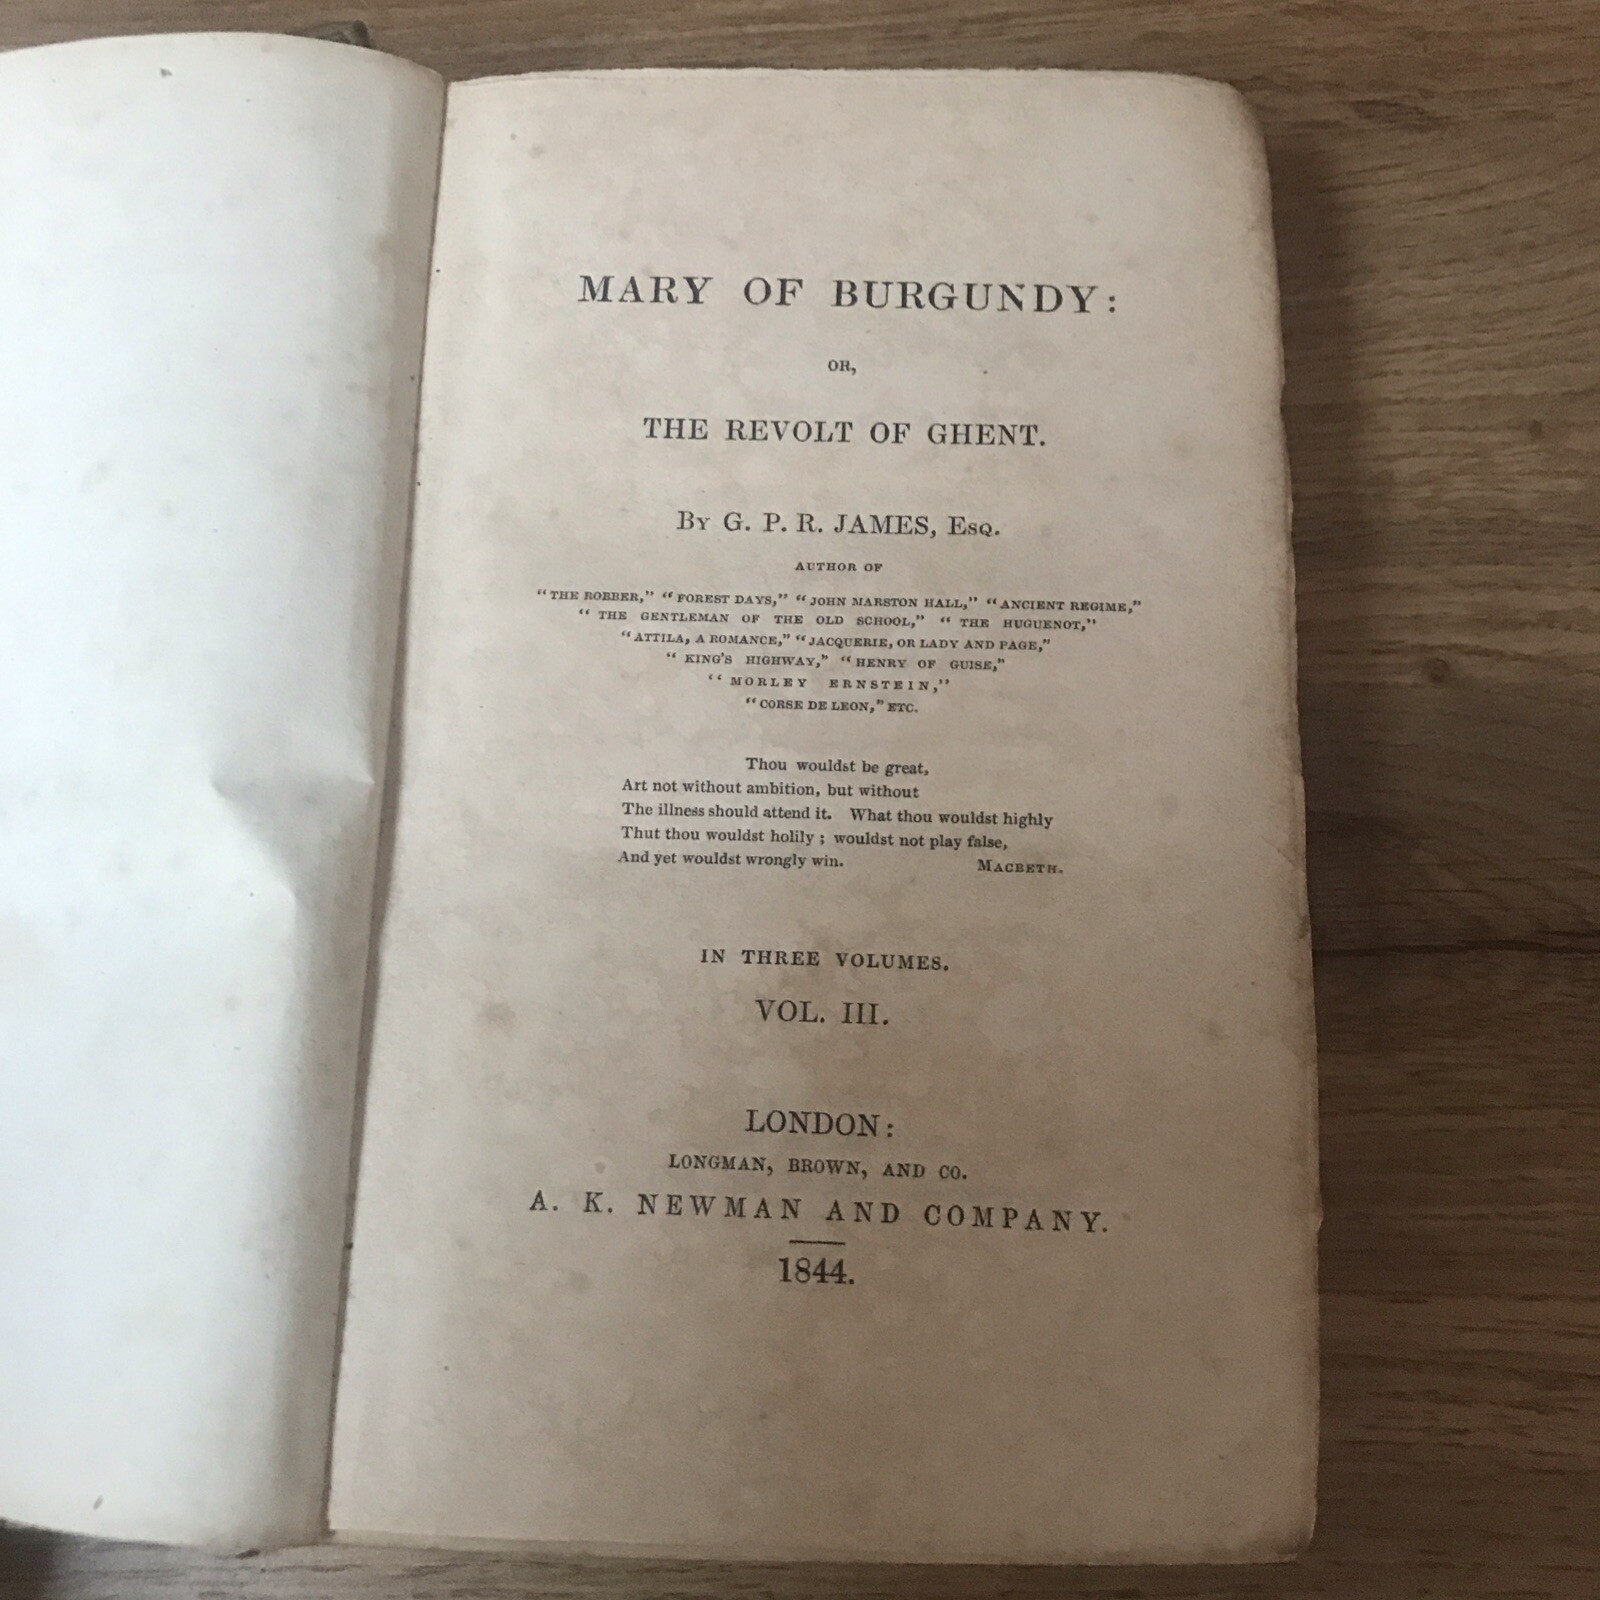 MARY OF BURGUNDY:
OR,
THE REVOLT OF GHENT.
By G. P. R. JAMES, Esq.
AUTHOR OF
"THE ROBBER," "FOREST DAYS," "JOHN MARSTON HALL," "ANCIENT REGIME,"
"THE GENTLEMAN OF THE OLD SCHOOL," "THE HUGUENOT,"
"ATTILA, A ROMANCE," "JACQUERIE, OR LADY AND PAGE,"
"KING'S HIGHWAY," "HENRY OF GUISE,"
"MORLEY ERNSTEIN,"
"CORSE DE LEON," ETC.
Thou wouldst be great,
Art not without ambition, but without
The illness should attend it. What thou wouldst highly
Thut thou wouldst holily ; wouldst not play false,
And yet wouldst wrongly win. MACBETH.
IN THREE VOLUMES.
VOL. III.
LONDON:
LONGMAN, BROWN, AND CO.
A. K. NEWMAN AND COMPANY.
1844.